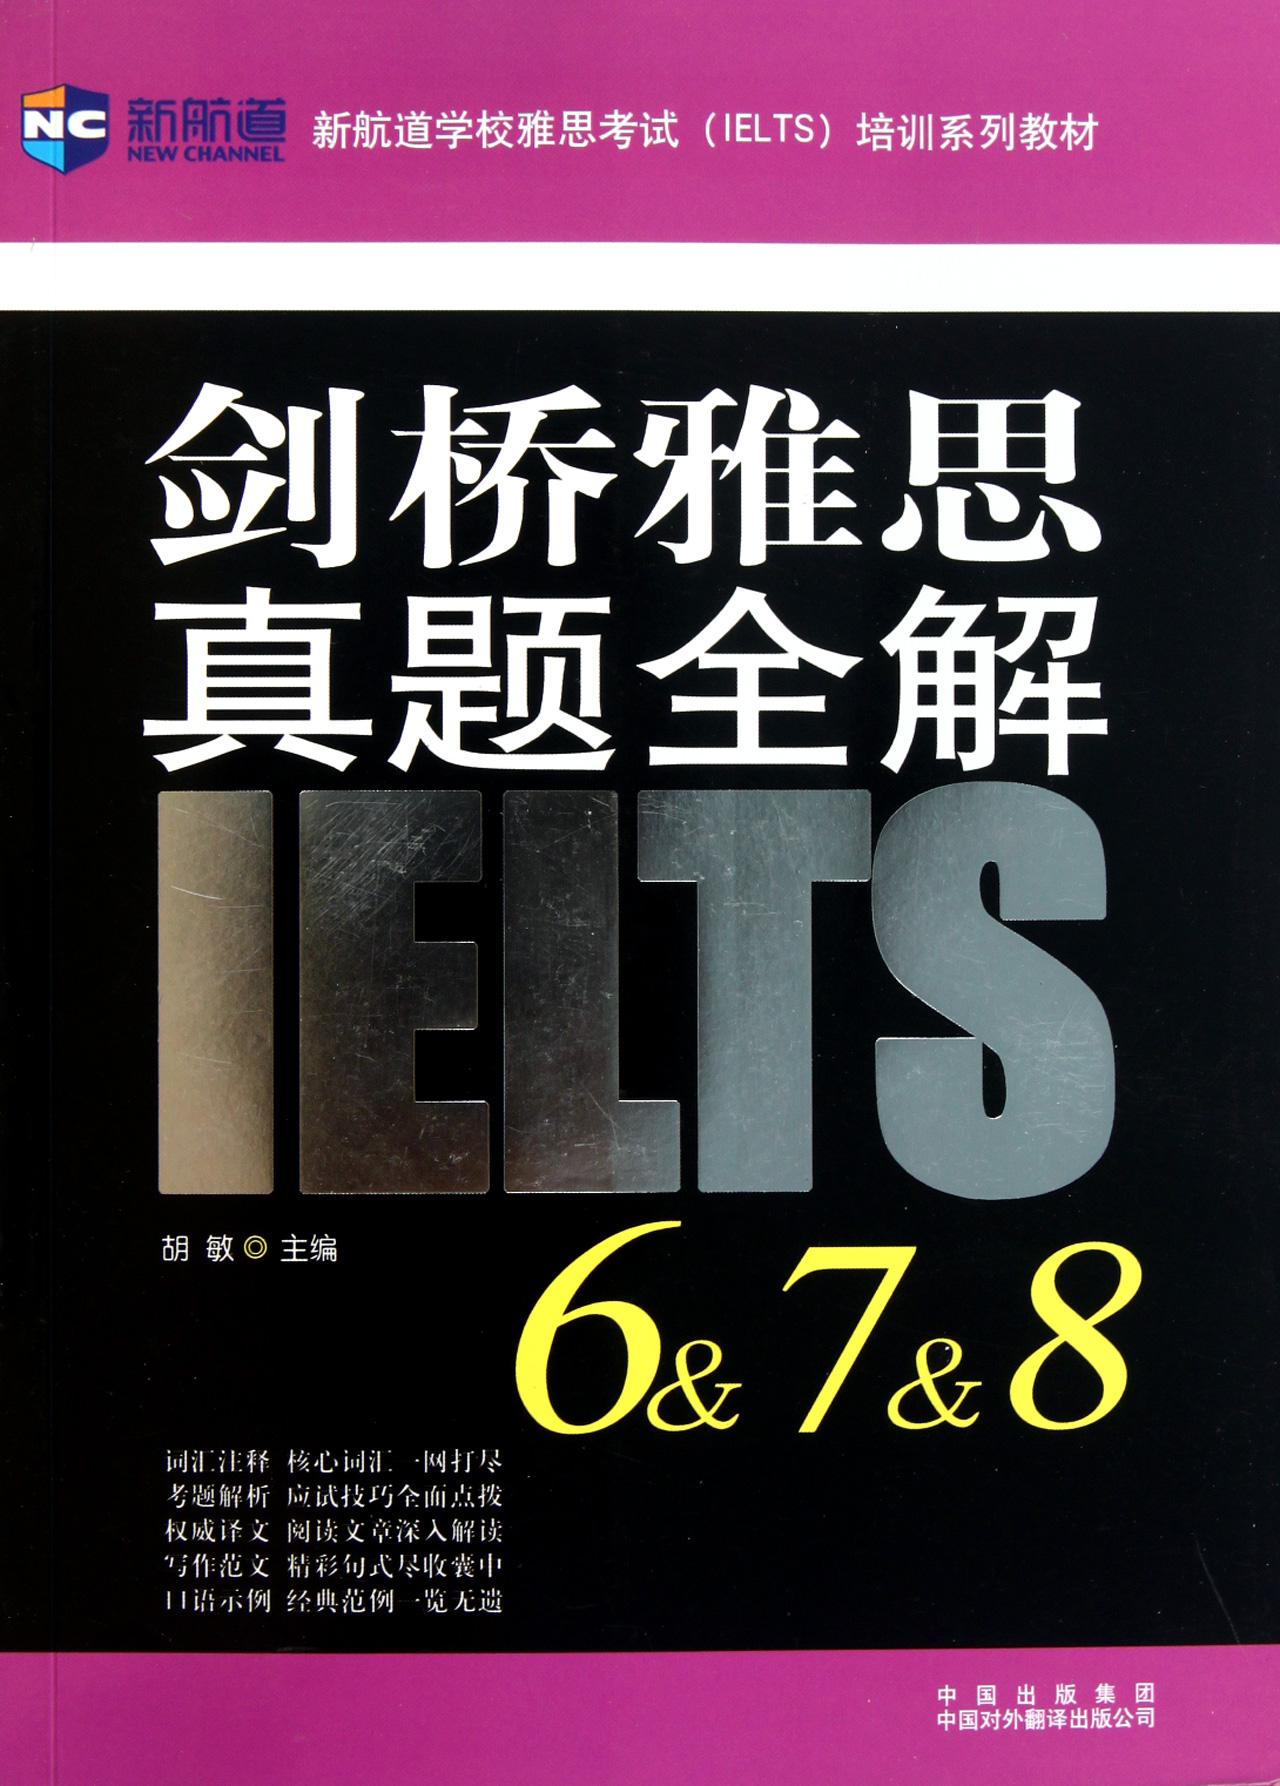 NC 新航道 NEW CHANNEL 新航道学校雅思考试(IELTS)培训系列教材
剑桥雅思
真题全解
IELTS
胡敏◎主编
6&7&8
词汇注释 核心词汇一网打尽
考题解析 应试技巧全面点拨
权威译文 阅读文章深入解读
写作范文 精彩句式尽收囊中
口语示例 经典范例一览无遗
中国出版集团
中国对外翻译出版公司